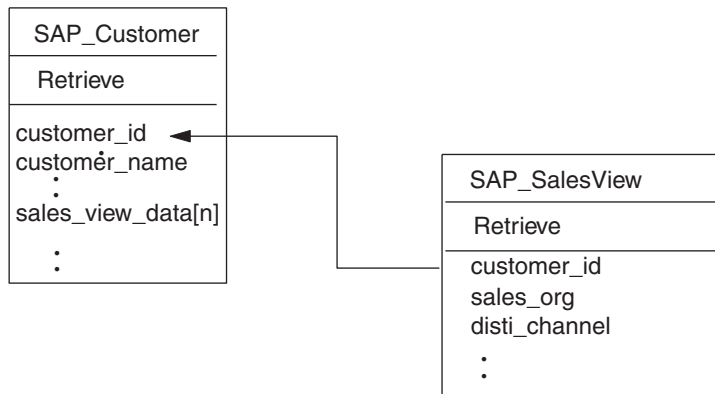 SAP_Customer
Retrieve
customer_id
customer_name
sales_view_data[n]
SAP_SalesView
Retrieve
customer_id
sales_org
disti_channel